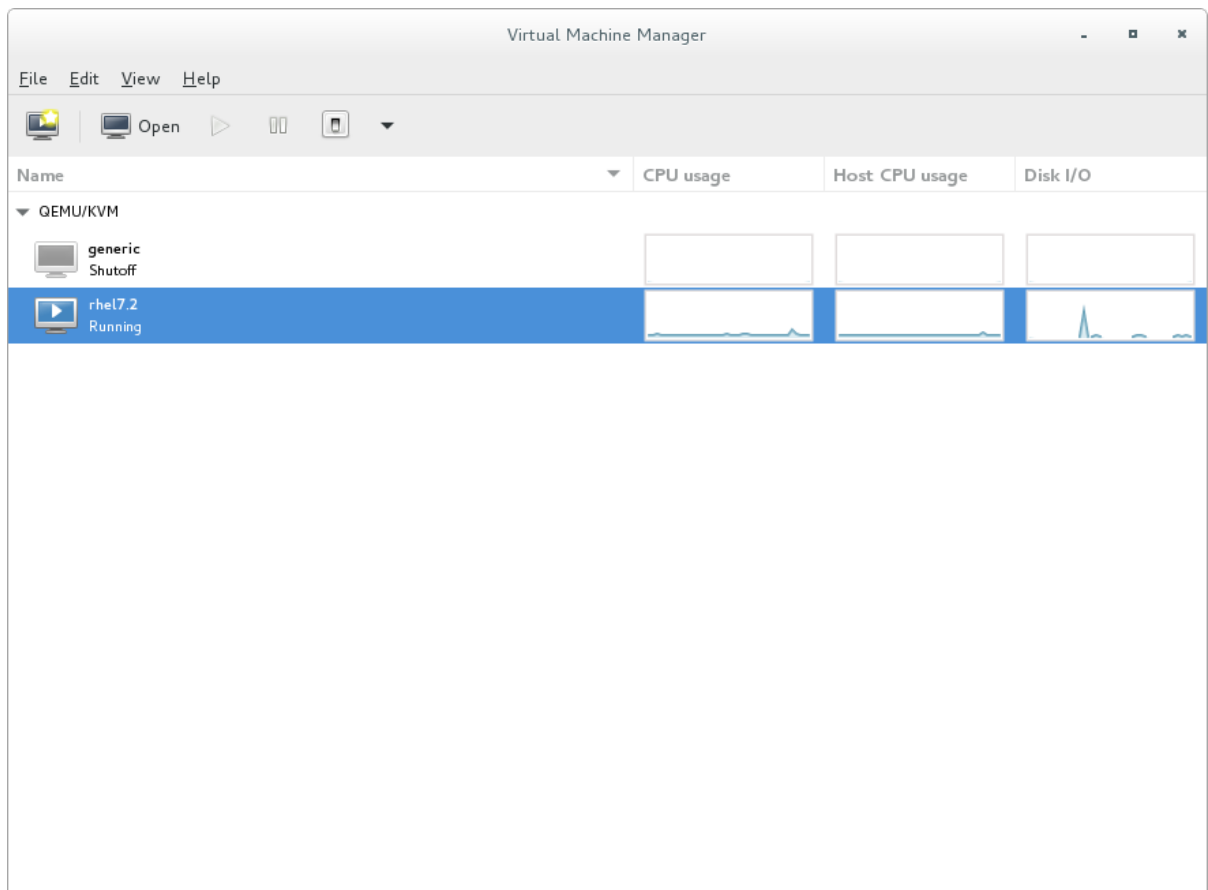 Virtual Machine Manager
File Edit View Help
Open
Name CPU usage Host CPU usage Disk I/O
QEMU/KVM
generic
Shutoff
rhel7.2
Running